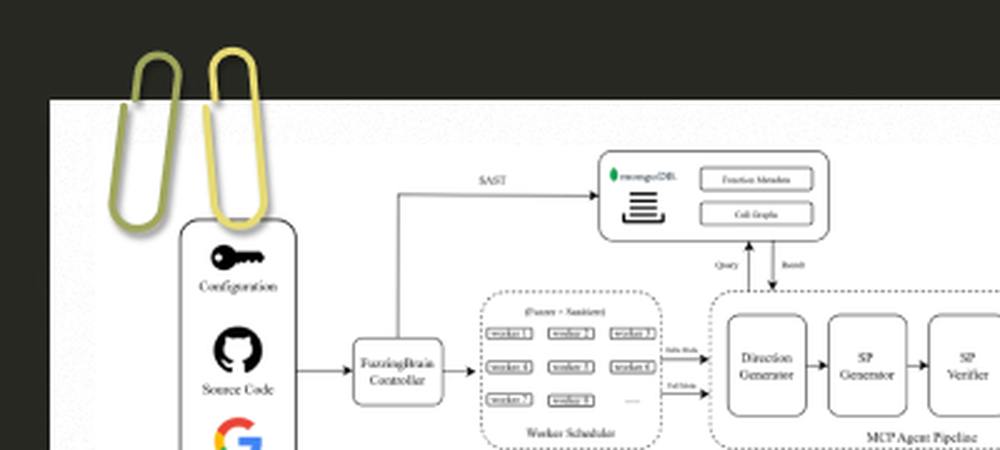 SAST
mongoDB.
Function Metadata
Call Graphs
Query
Result
Configuration
Source Code
FuzzingBrain
Controller
(Fuzzer + Sanitizer)
worker 1
worker 2
worker 3
worker 4
worker 5
worker 6
worker 7
worker 8
......
Worker Scheduler
Full Mode
Direction
Generator
SP
Generator
SP
Verifier
MCP Agent Pipeline